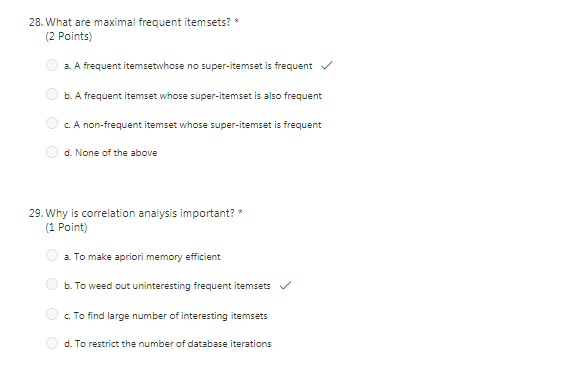 28. What are maximal frequent itemsets? *
(2 Points)
a. A frequent itemsetwhose no super-itemset is frequent
b. A frequent itemset whose super-itemset is also frequent
c. A non-frequent itemset whose super-itemset is frequent
d. None of the above
29. Why is correlation analysis important? *
(1 Point)
a. To make apriori memory efficient
b. To weed out uninteresting frequent itemsets
c. To find large number of interesting itemsets
d. To restrict the number of database iterations